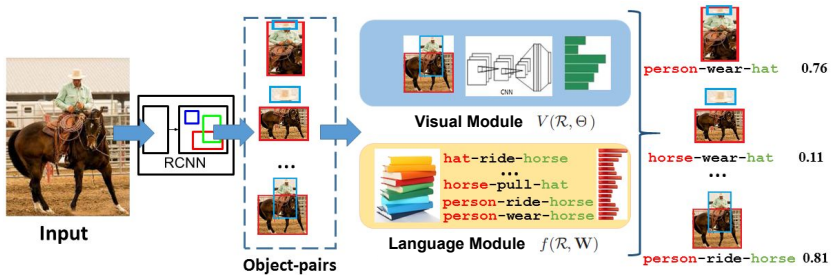 Input
RCNN
...
Object-pairs
CNN
Visual Module V(R, Θ)
hat-ride-horse
...
horse-pull-hat
person-ride-horse
person-wear-horse
Language Module f(R, W)
person-wear-hat 0.76
horse-wear-hat 0.11
...
person-ride-horse 0.81